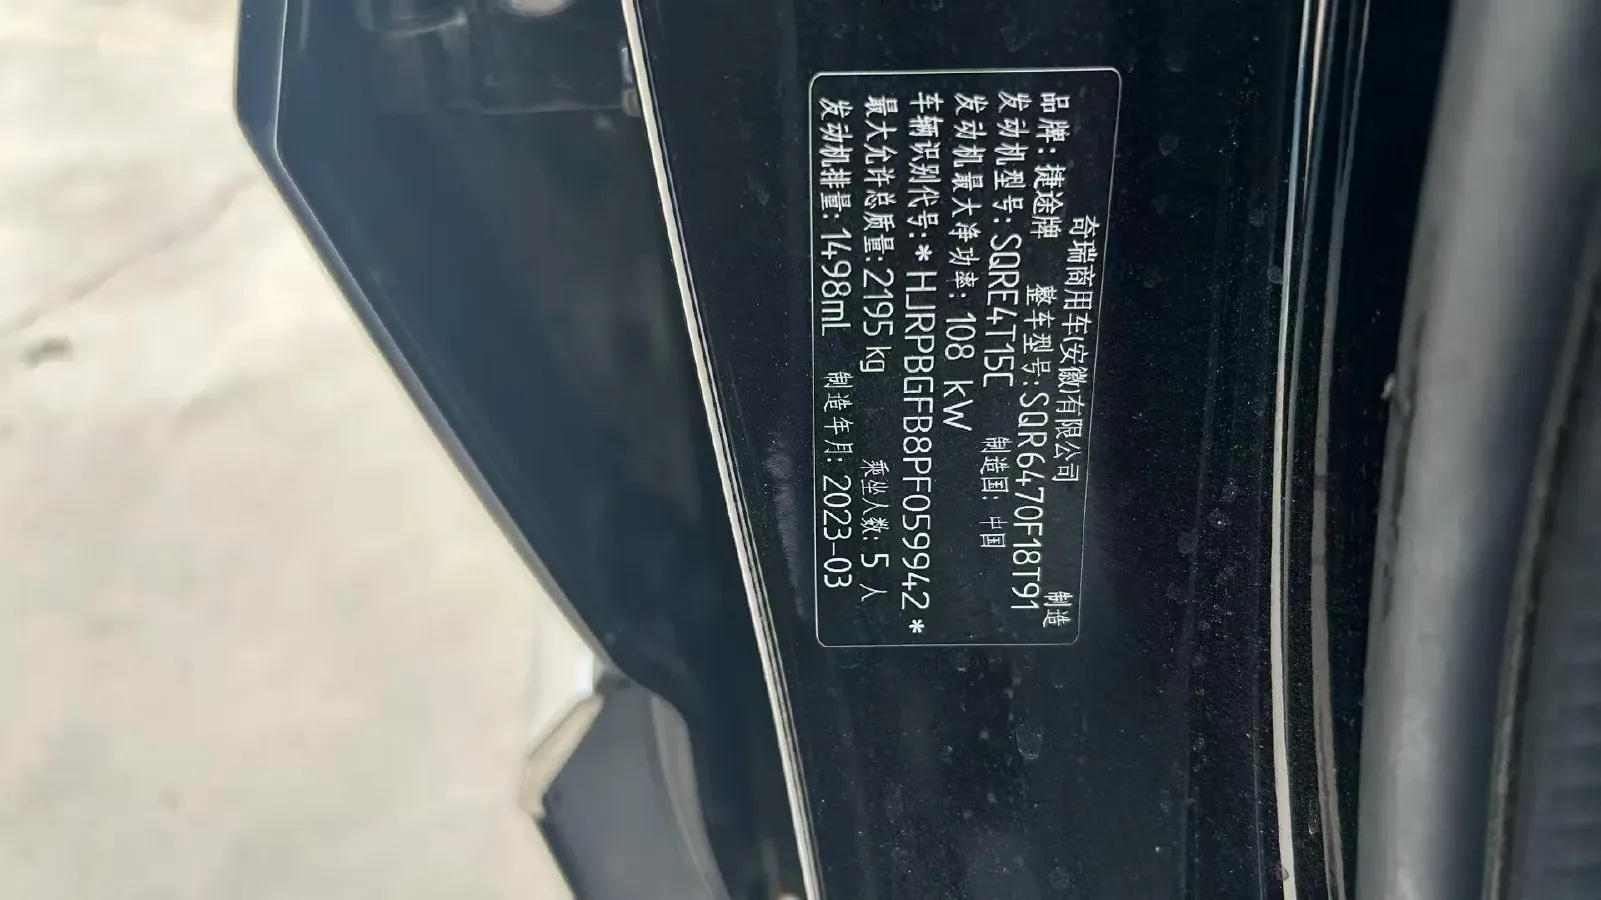 奇瑞商用车(安徽)有限公司 制造
品牌: 捷途牌 整车型号: SQR6470F18T91
发动机型号: SQRE4T15C 制造国: 中国
发动机最大净功率: 108 kW
车辆识别代号: *HJRPBGFB8PF059942*
最大允许总质量: 2195 kg 乘坐人数: 5 人
发动机排量: 1498mL 制造年月: 2023-03